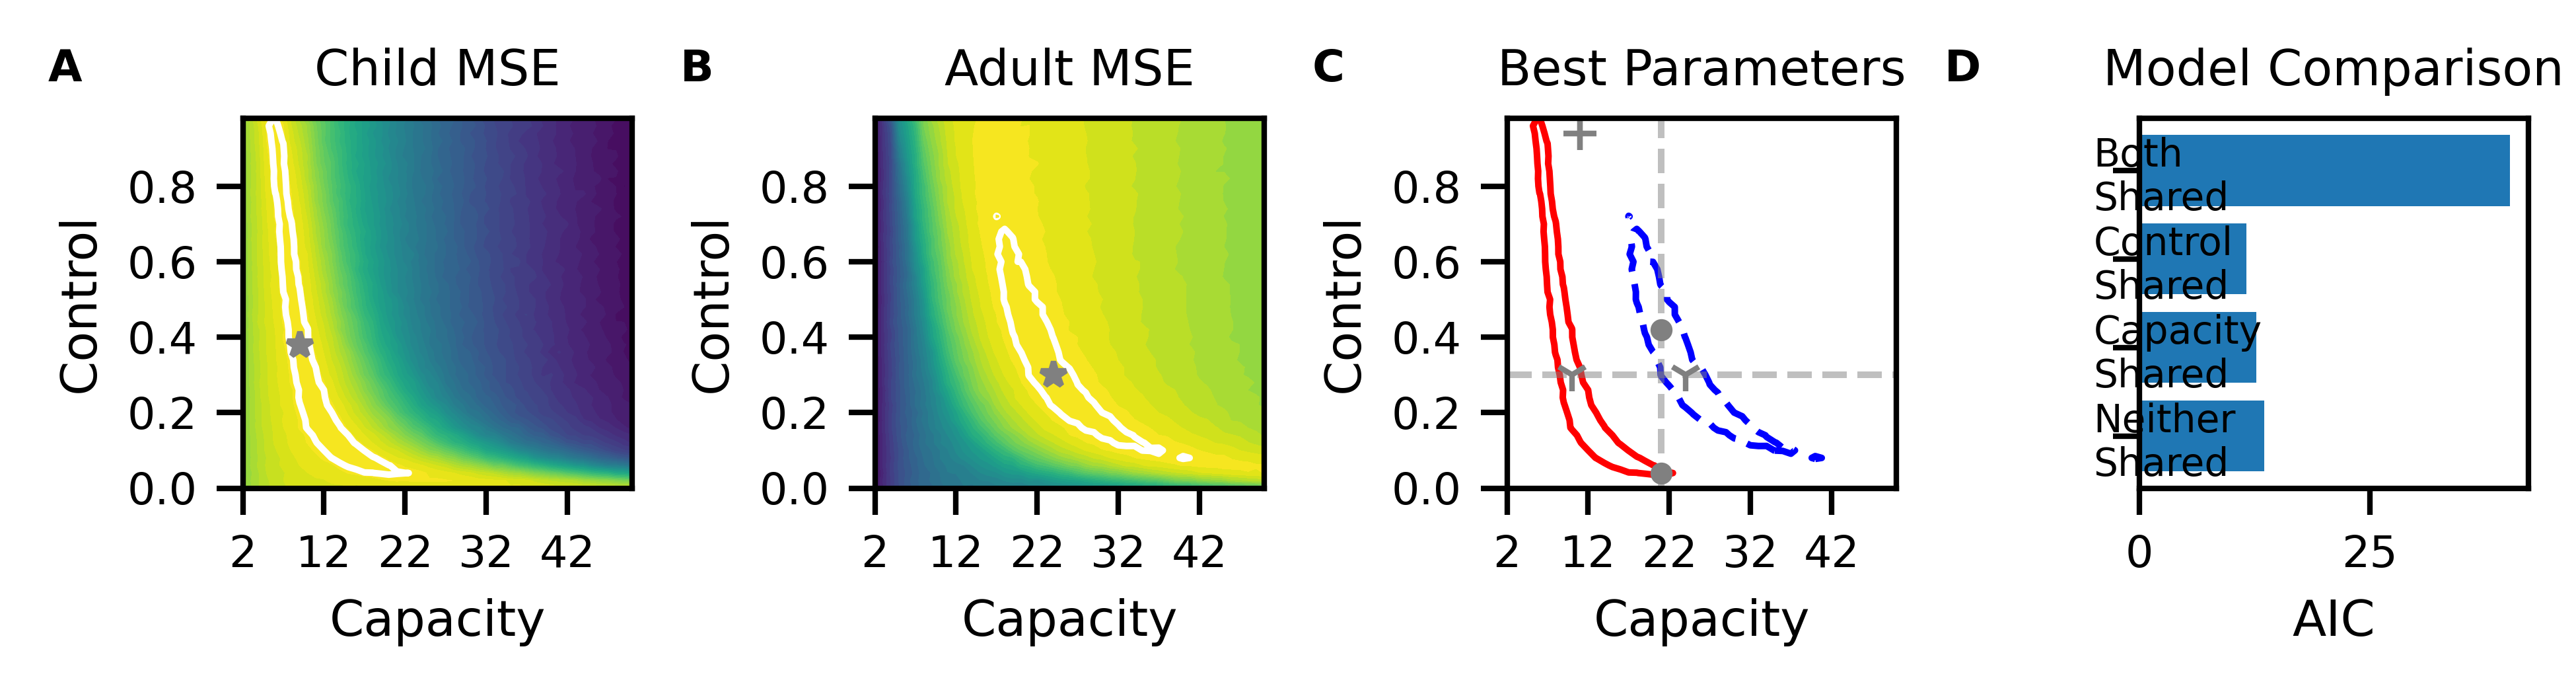 A Child MSE
Control
0.8
0.6
0.4
0.2
0.0
2 12 22 32 42
Capacity
B Adult MSE
Control
0.8
0.6
0.4
0.2
0.0
2 12 22 32 42
Capacity
C Best Parameters
Control
0.8
0.6
0.4
0.2
0.0
2 12 22 32 42
Capacity
D Model Comparison
Both
Shared
Control
Shared
Capacity
Shared
Neither
Shared
0 25
AIC